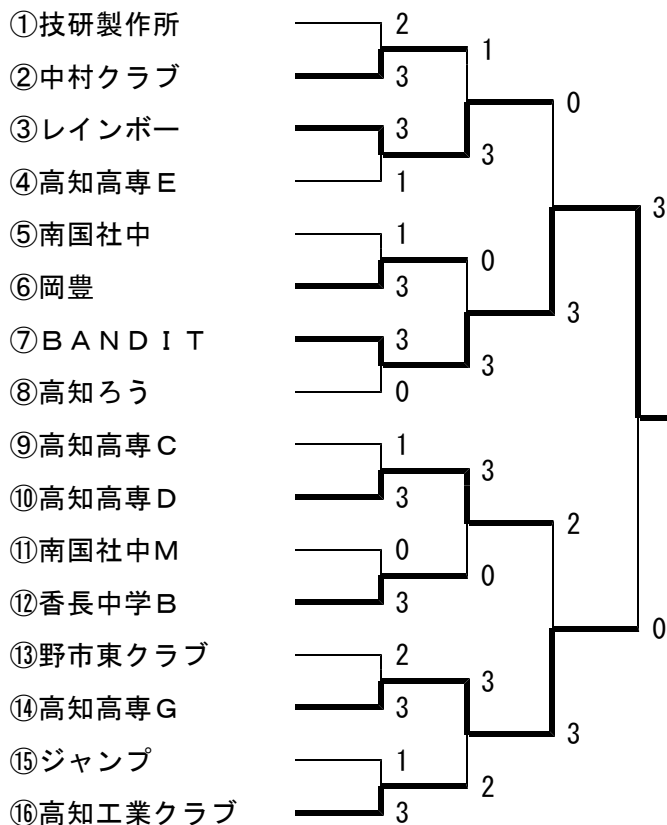 ①技研製作所 2
1
②中村クラブ 3
0
③レインボー 3
3
④高知高専E 1
3
⑤南国社中 1
0
⑥岡豊 3
3
⑦BANDIT 3
3
⑧高知ろう 0
⑨高知高専C 1
3
⑩高知高専D 3
2
⑪南国社中M 0
0
⑫香長中学B 3
0
⑬野市東クラブ 2
3
⑭高知高専G 3
3
⑮ジャンプ 1
2
⑯高知工業クラブ 3